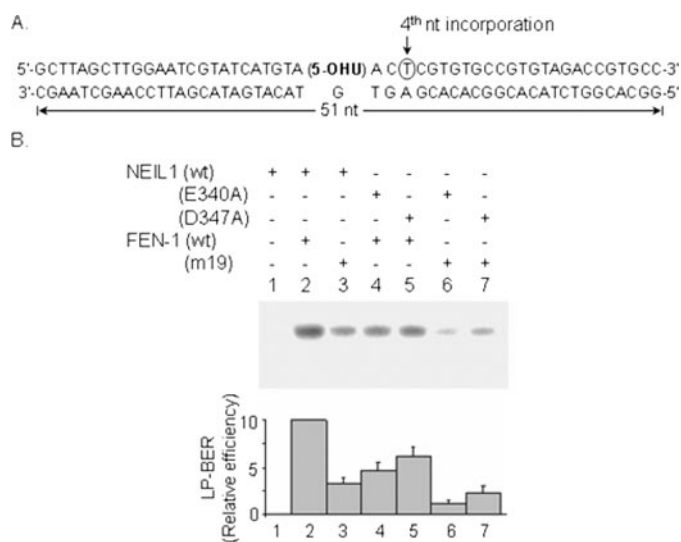 A.
4th nt incorporation
5'-GCTTAGCTTGGAATCGTATCATGTA (5-OHU) A CTCGTGTGCCGTGTAGACCGTGCC-3'
3'-CGAATCGAACCTTAGCATAGTACAT G T GAGCACACGGCACATCTGGCACGG-5'
51 nt
B.
NEIL1 (wt) + + + - - - -
(E340A) - - - + - + -
(D347A) - - - - + - +
FEN-1 (wt) - + - + + - -
(m19) - - + - - + +
1 2 3 4 5 6 7
LP-BER
(Relative efficiency)
10
5
0
1 2 3 4 5 6 7